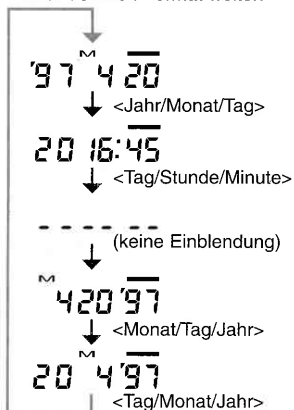 M
'97 4 20
<Jahr/Monat/Tag>
20 16:45
<Tag/Stunde/Minute>
- - - - - -
(keine Einblendung)
M
4 20 '97
<Monat/Tag/Jahr>
M
20 4 '97
<Tag/Monat/Jahr>